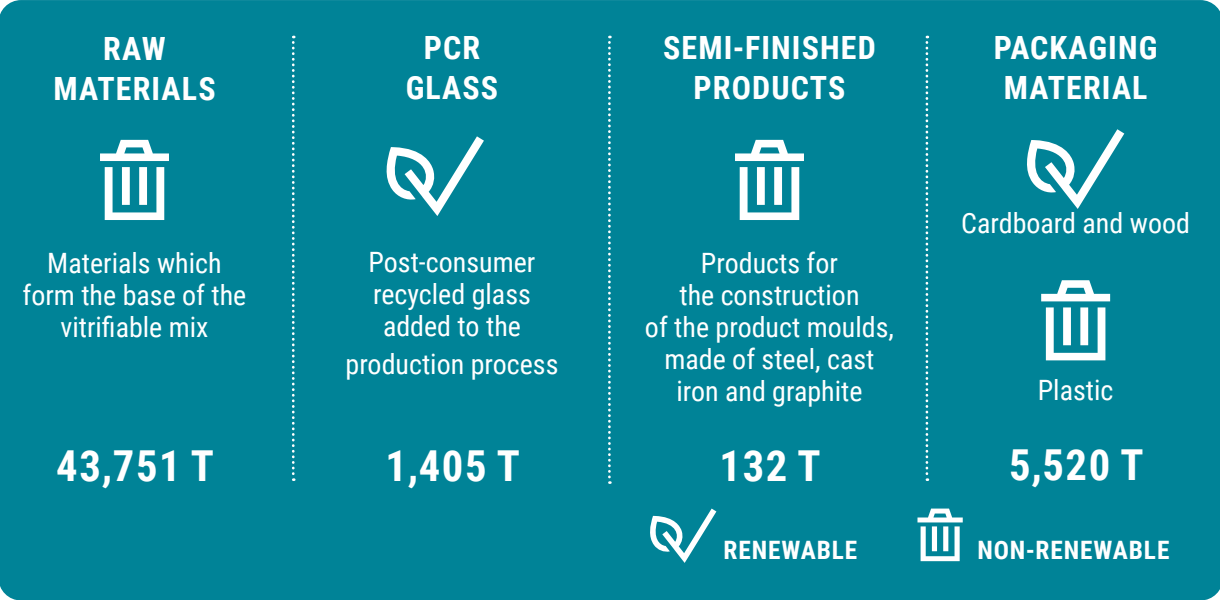 RAW
MATERIALS
Materials which
form the base of the
vitrifiable mix
43,751 T
PCR
GLASS
Post-consumer
recycled glass
added to the
production process
1,405 T
SEMI-FINISHED
PRODUCTS
Products for
the construction
of the product moulds,
made of steel, cast
iron and graphite
132 T
PACKAGING
MATERIAL
Cardboard and wood
Plastic
5,520 T
RENEWABLE
NON-RENEWABLE